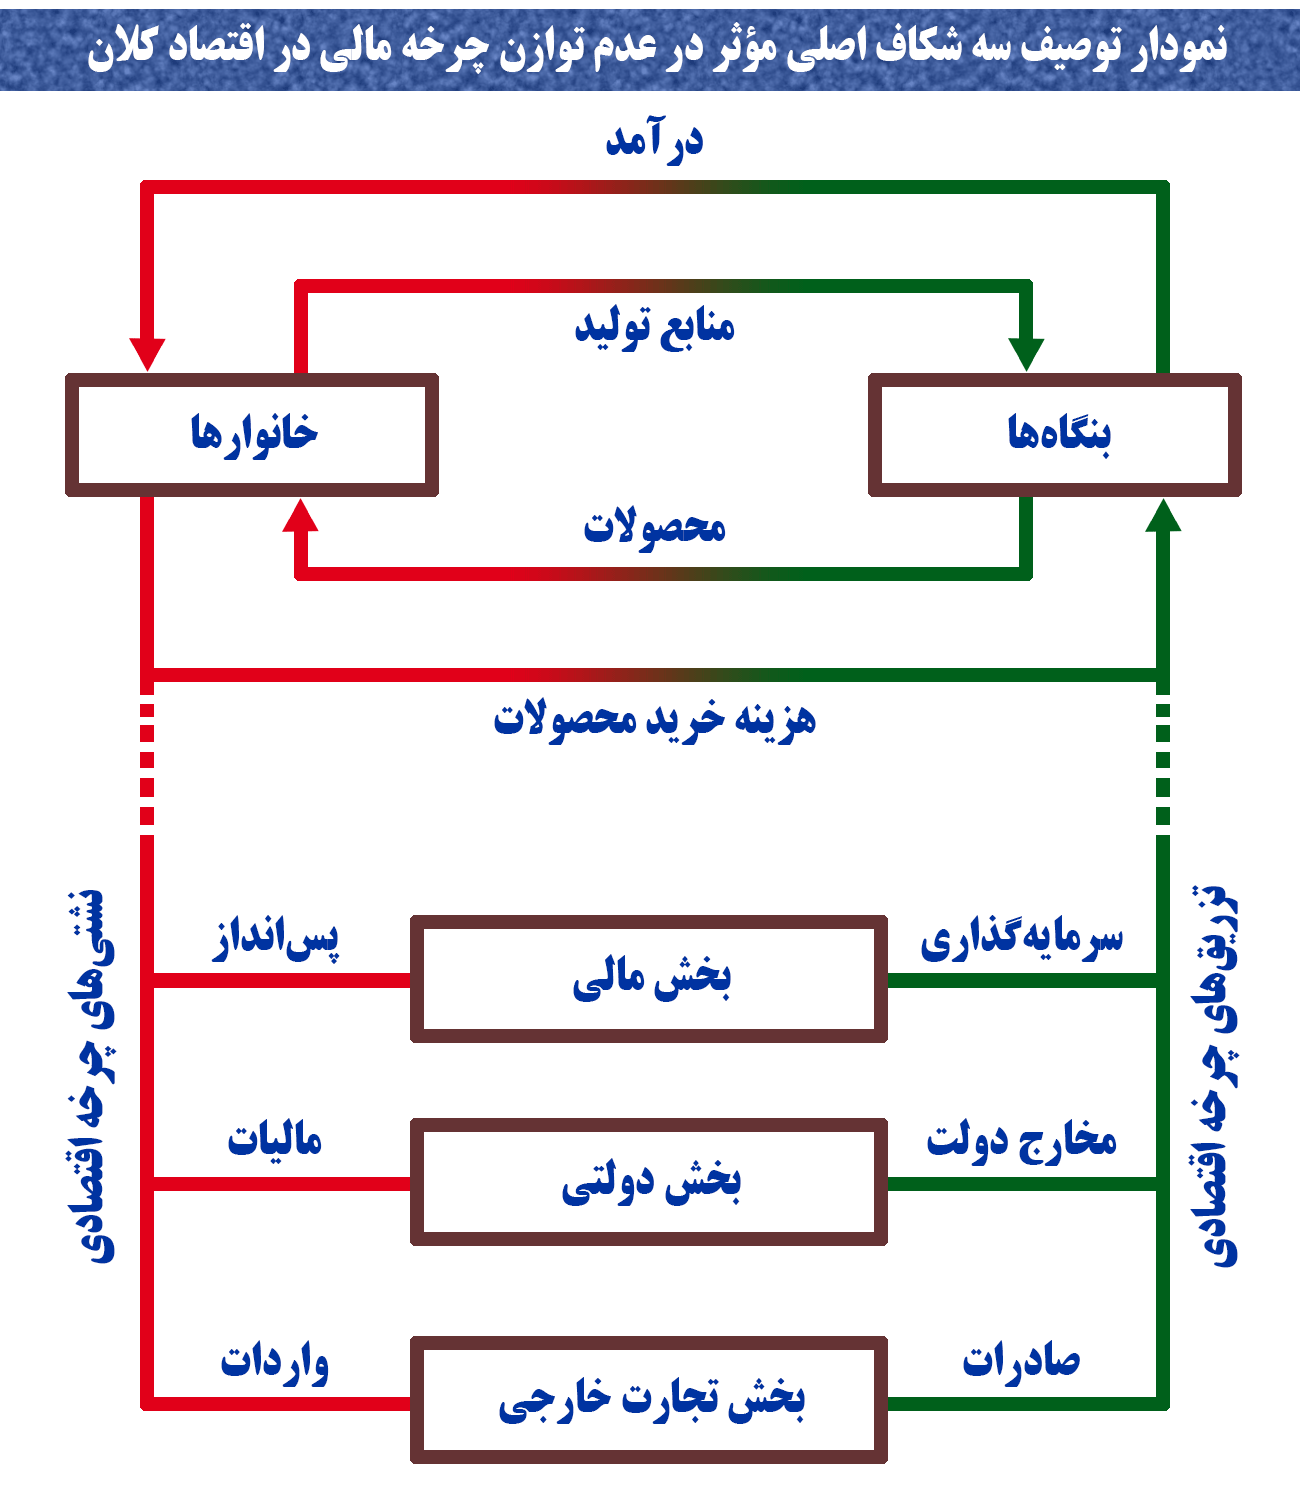 نمودار توصیف سه شکاف اصلی مؤثر در عدم توازن چرخه مالی در اقتصاد کلان
درآمد
منابع تولید
بنگاه‌ها
خانوارها
محصولات
هزینه خرید محصولات
تزریق‌های چرخه اقتصادی
نشتی‌های چرخه اقتصادی
سرمایه‌گذاری
بخش مالی
پس‌انداز
مخارج دولت
بخش دولتی
مالیات
صادرات
بخش تجارت خارجی
واردات